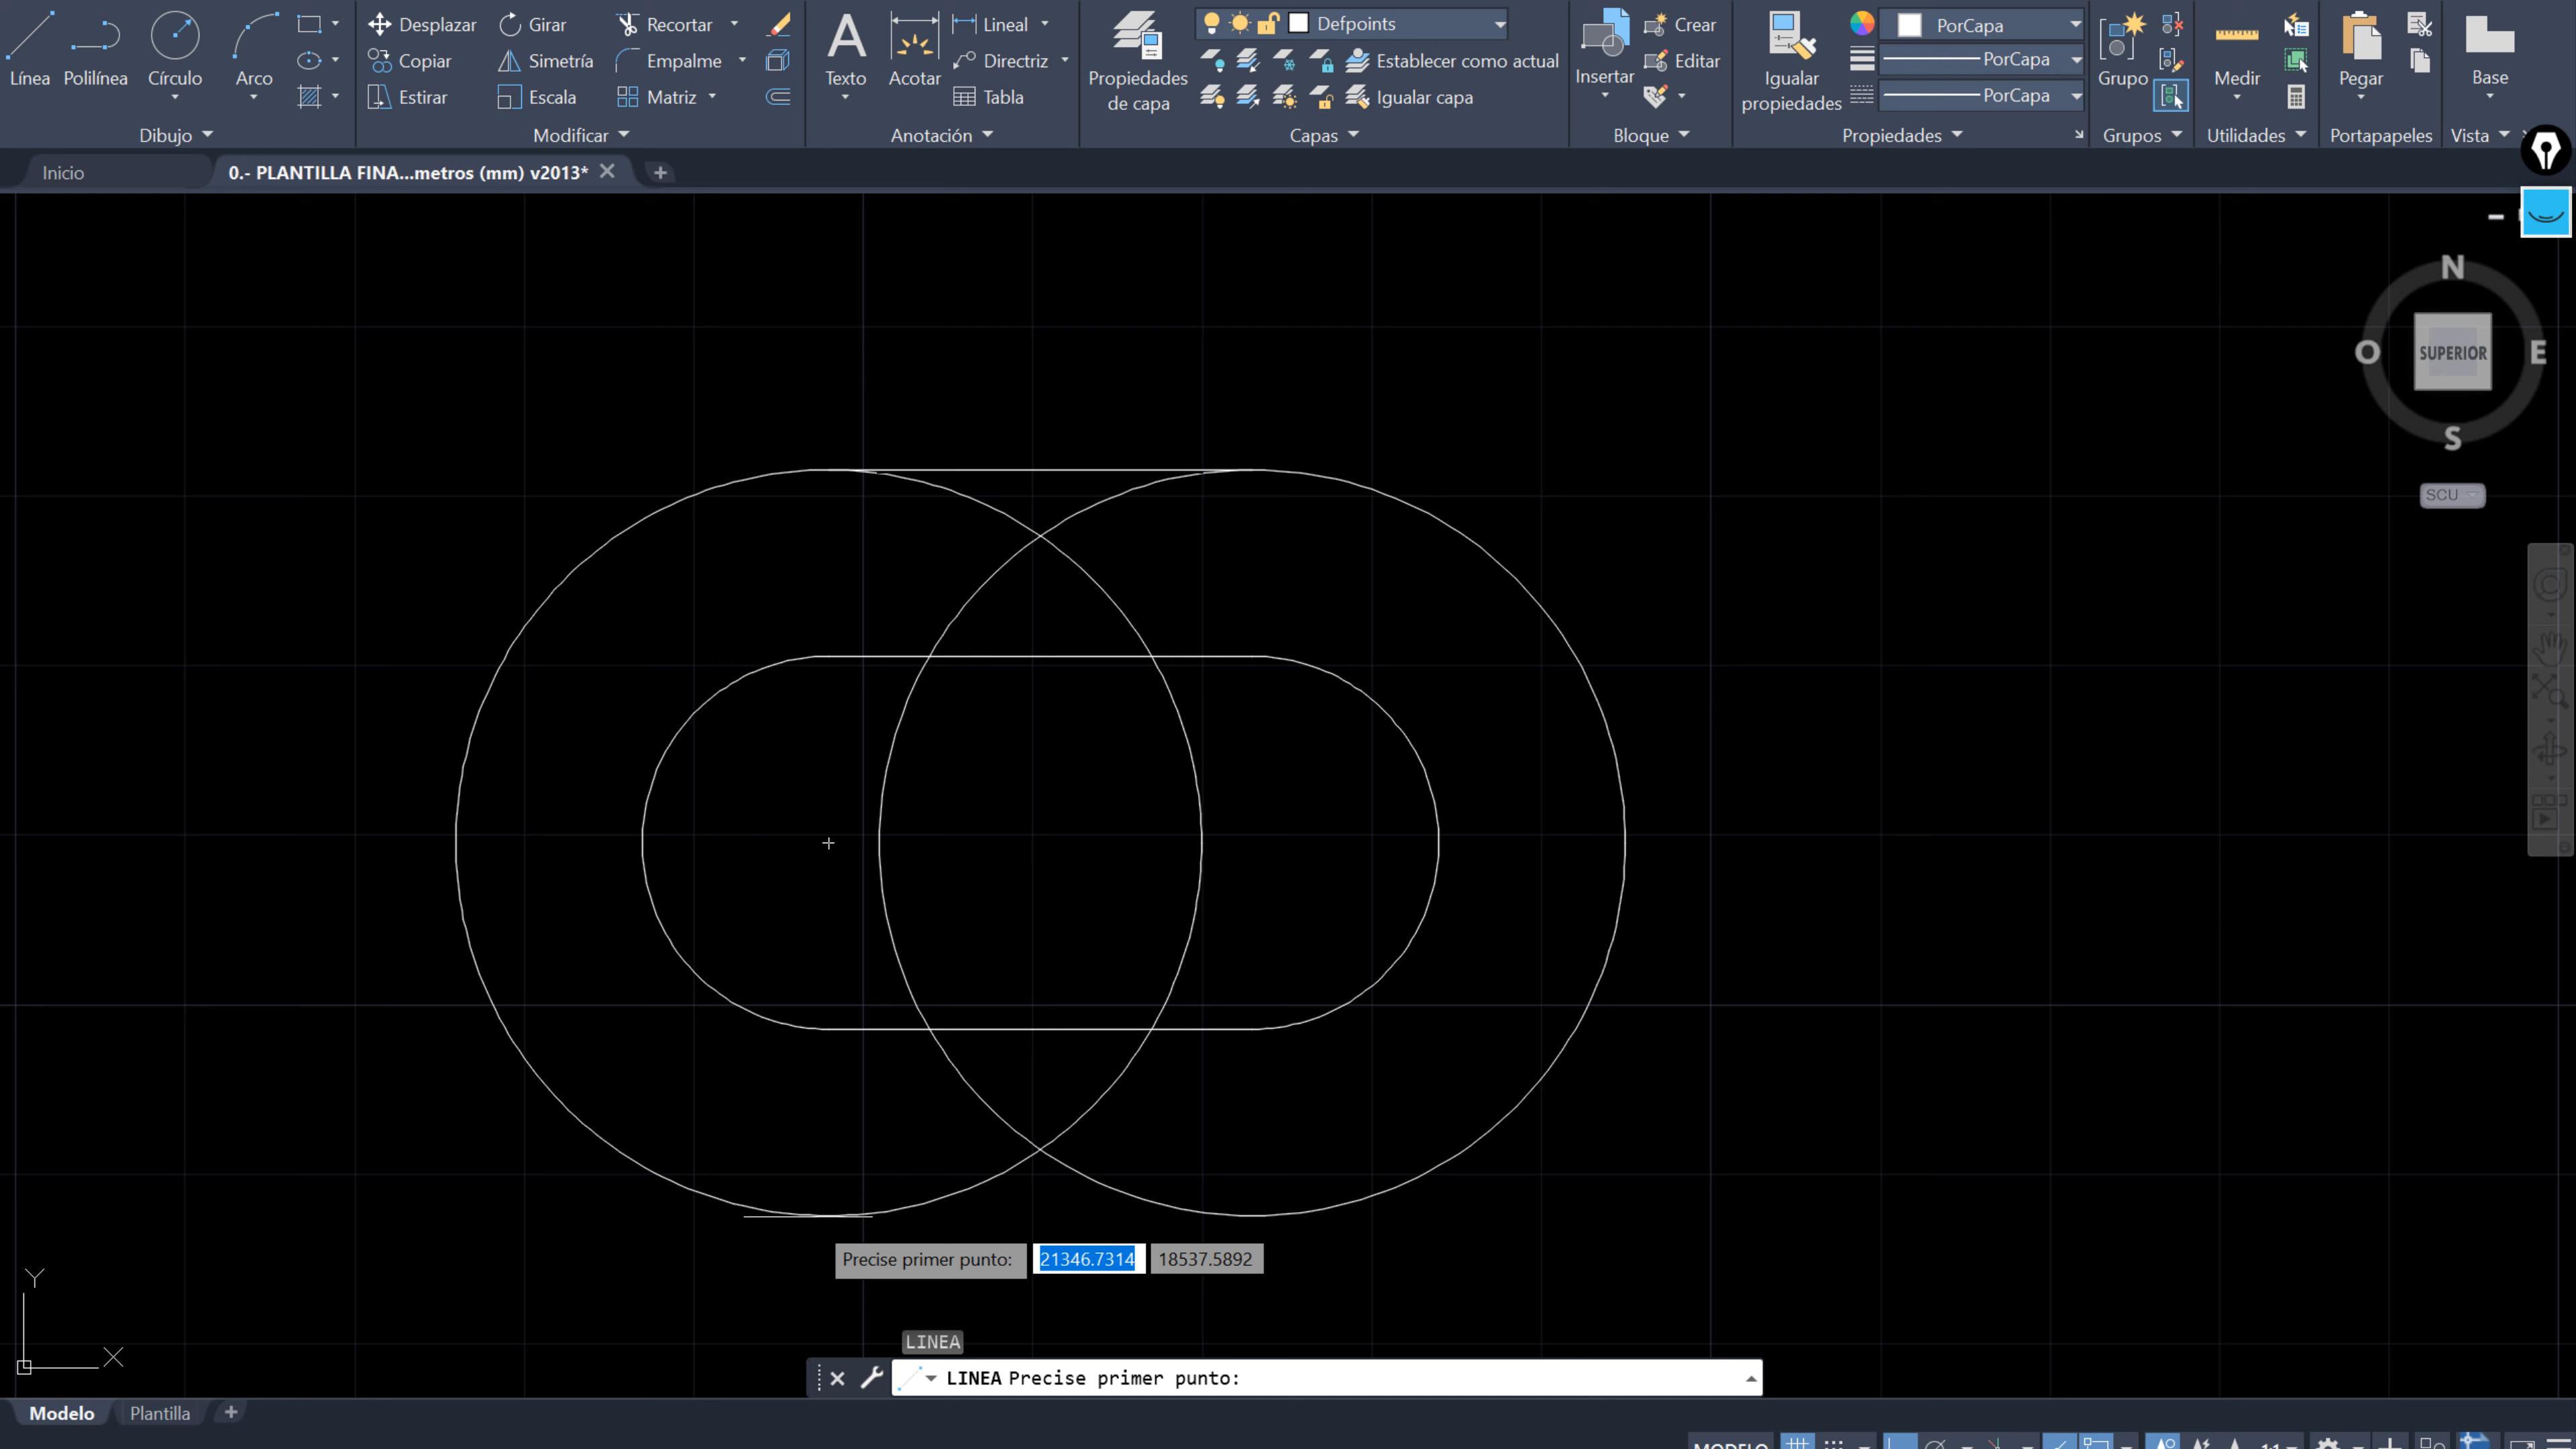 Desplazar Girar Recortar Lineal Defpoints Crear PorCapa
Copiar Simetría Empalme Directriz Establecer como actual Editar PorCapa
Línea Polilínea Círculo Arco Texto Acotar Propiedades de capa Insertar Igualar propiedades Grupo Medir Pegar Base
Estirar Escala Matriz Tabla Igualar capa PorCapa
Dibujo Modificar Anotación Capas Bloque Propiedades Grupos Utilidades Portapapeles Vista
Inicio 0.- PLANTILLA FINA...metros (mm) v2013*
N
O SUPERIOR E
S
SCU
Precise primer punto: 21346.7314 18537.5892
Y
X
LINEA
LINEA Precise primer punto:
Modelo Plantilla
MODELO